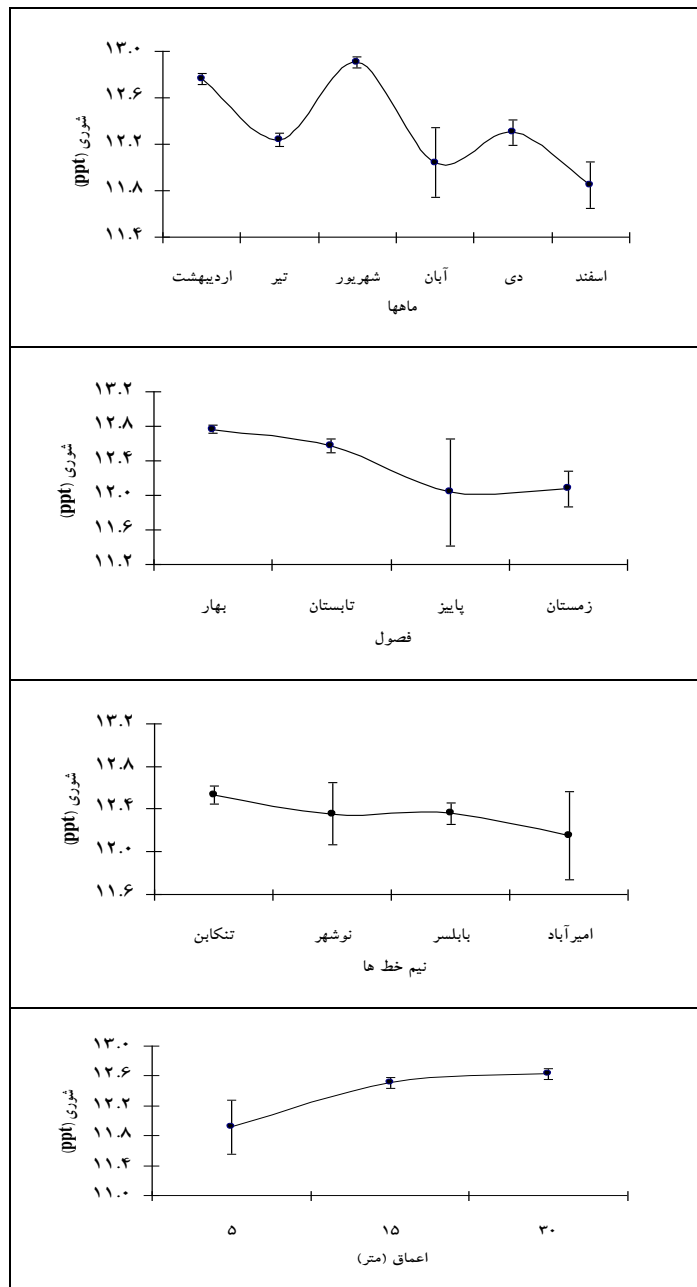 شوری (ppt)
۱۳.۰
۱۲.۶
۱۲.۲
۱۱.۸
۱۱.۴
اردیبهشت تیر شهریور آبان دی اسفند
ماهها
شوری (ppt)
۱۳.۲
۱۲.۸
۱۲.۴
۱۲.۰
۱۱.۶
۱۱.۲
بهار تابستان پاییز زمستان
فصول
شوری (ppt)
۱۳.۲
۱۲.۸
۱۲.۴
۱۲.۰
۱۱.۶
تنکابن نوشهر بابلسر امیرآباد
نیم خط ها
شوری (ppt)
۱۳.۰
۱۲.۶
۱۲.۲
۱۱.۸
۱۱.۴
۱۱.۰
۵ ۱۵ ۳۰
اعماق (متر)